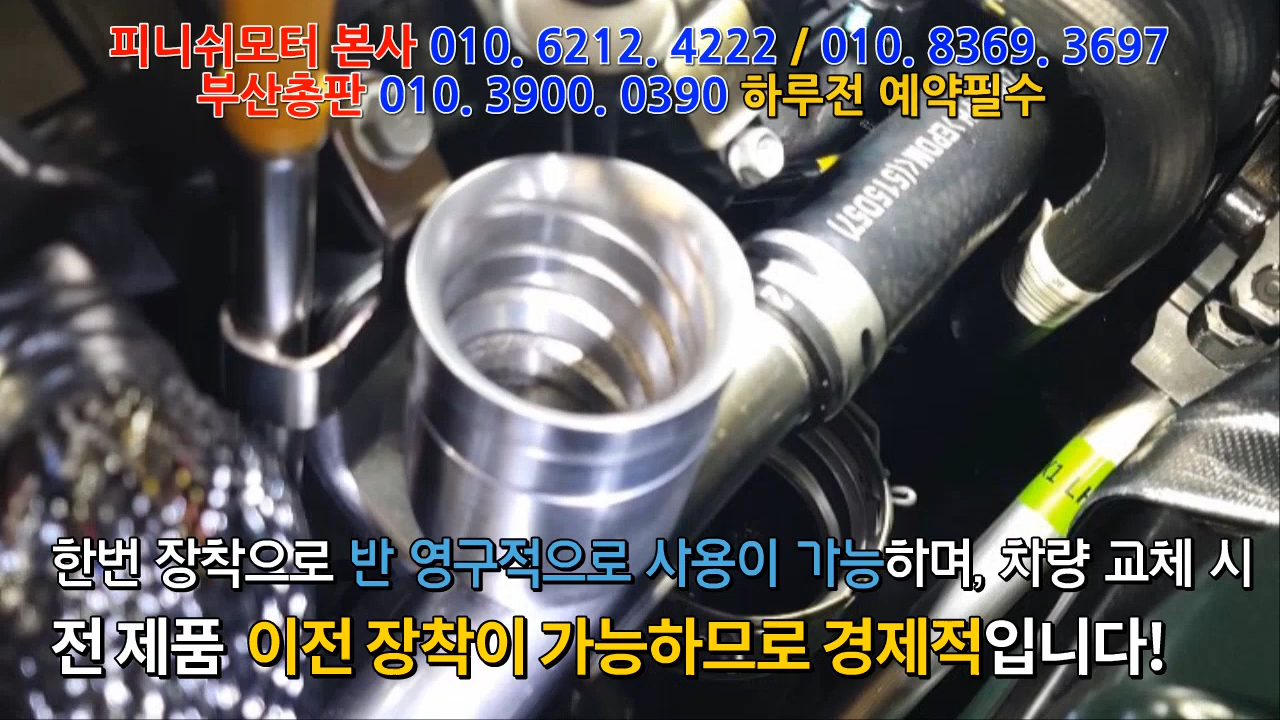 피니쉬모터 본사 010. 6212. 4222 / 010. 8369. 3697
부산총판 010. 3900. 0390 하루전 예약필수
한번 장착으로 반 영구적으로 사용이 가능하며, 차량 교체 시
전 제품 이전 장착이 가능하므로 경제적입니다!